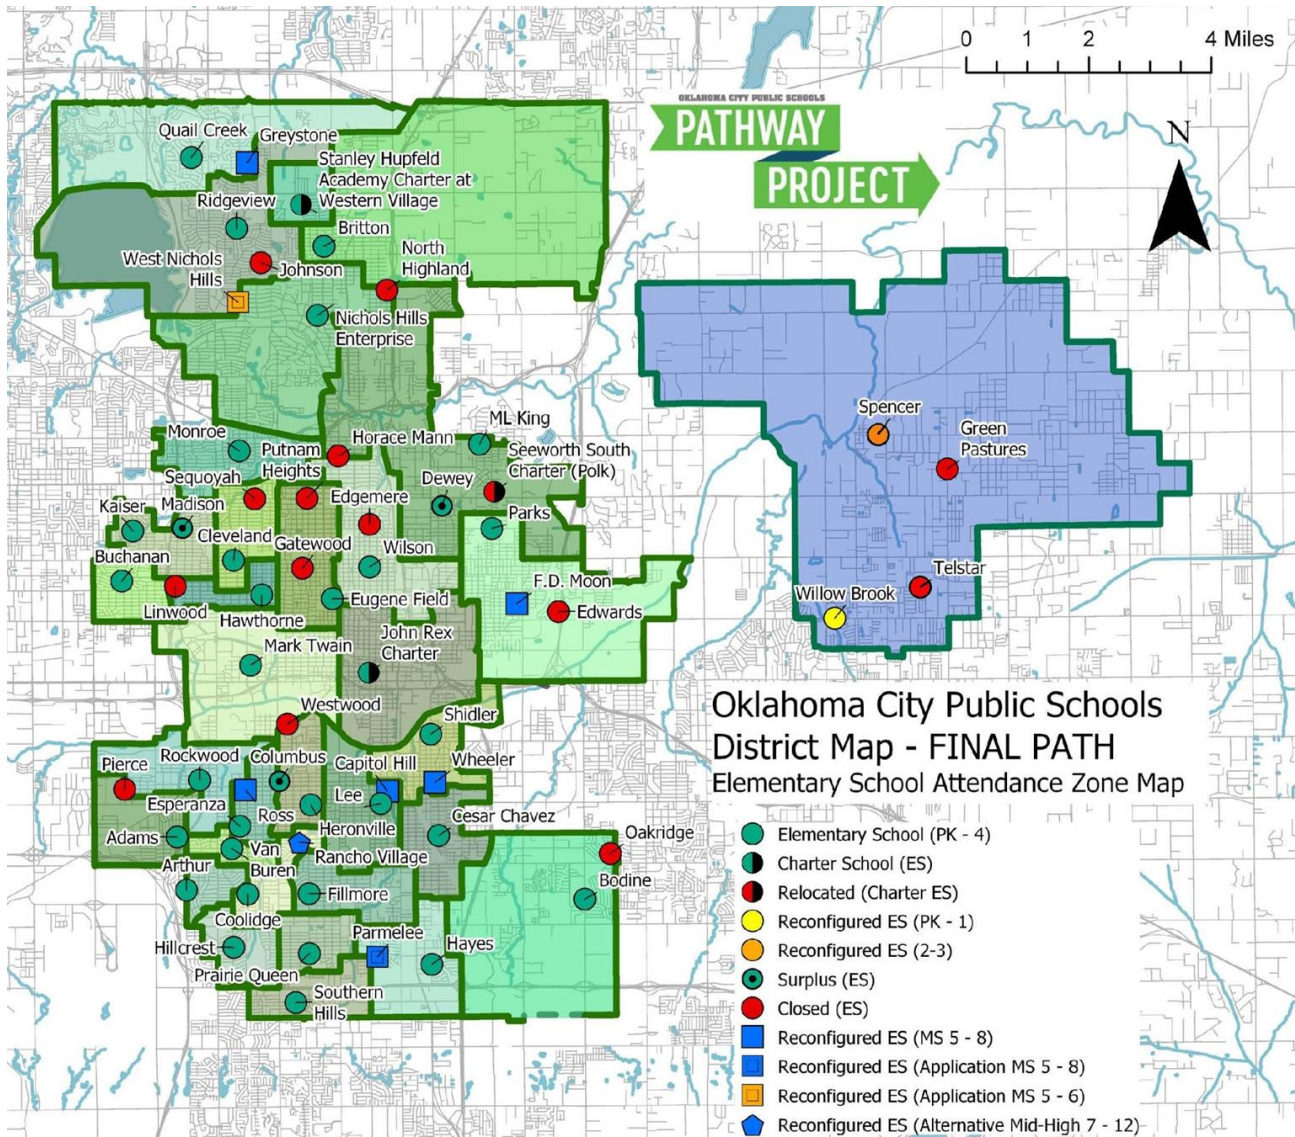 0 1 2 4 Miles
OKLAHOMA CITY PUBLIC SCHOOLS
PATHWAY
PROJECT
N
Quail Creek
Greystone
Stanley Hupfeld
Academy Charter at
Western Village
Ridgeview
Britton
West Nichols
Hills
Johnson
North
Highland
Nichols Hills
Enterprise
Monroe
Putnam
Heights
Horace Mann
ML King
Seeworth South
Charter (Polk)
Sequoyah
Madison
Kaiser
Edgemere
Dewey
Parks
Cleveland
Gatewood
Wilson
Buchanan
Linwood
Hawthorne
Eugene Field
F.D. Moon
Edwards
Mark Twain
John Rex
Charter
Westwood
Shidler
Pierce
Rockwood
Columbus
Capitol Hill
Wheeler
Esperanza
Ross
Lee
Heronville
Cesar Chavez
Adams
Van
Buren
Rancho Village
Arthur
Fillmore
Coolidge
Hillcrest
Parmelee
Hayes
Prairie Queen
Southern
Hills
Oakridge
Bodine
Spencer
Green
Pastures
Telstar
Willow Brook
Oklahoma City Public Schools
District Map - FINAL PATH
Elementary School Attendance Zone Map
Elementary School (PK - 4)
Charter School (ES)
Relocated (Charter ES)
Reconfigured ES (PK - 1)
Reconfigured ES (2-3)
Surplus (ES)
Closed (ES)
Reconfigured ES (MS 5 - 8)
Reconfigured ES (Application MS 5 - 8)
Reconfigured ES (Application MS 5 - 6)
Reconfigured ES (Alternative Mid-High 7 - 12)